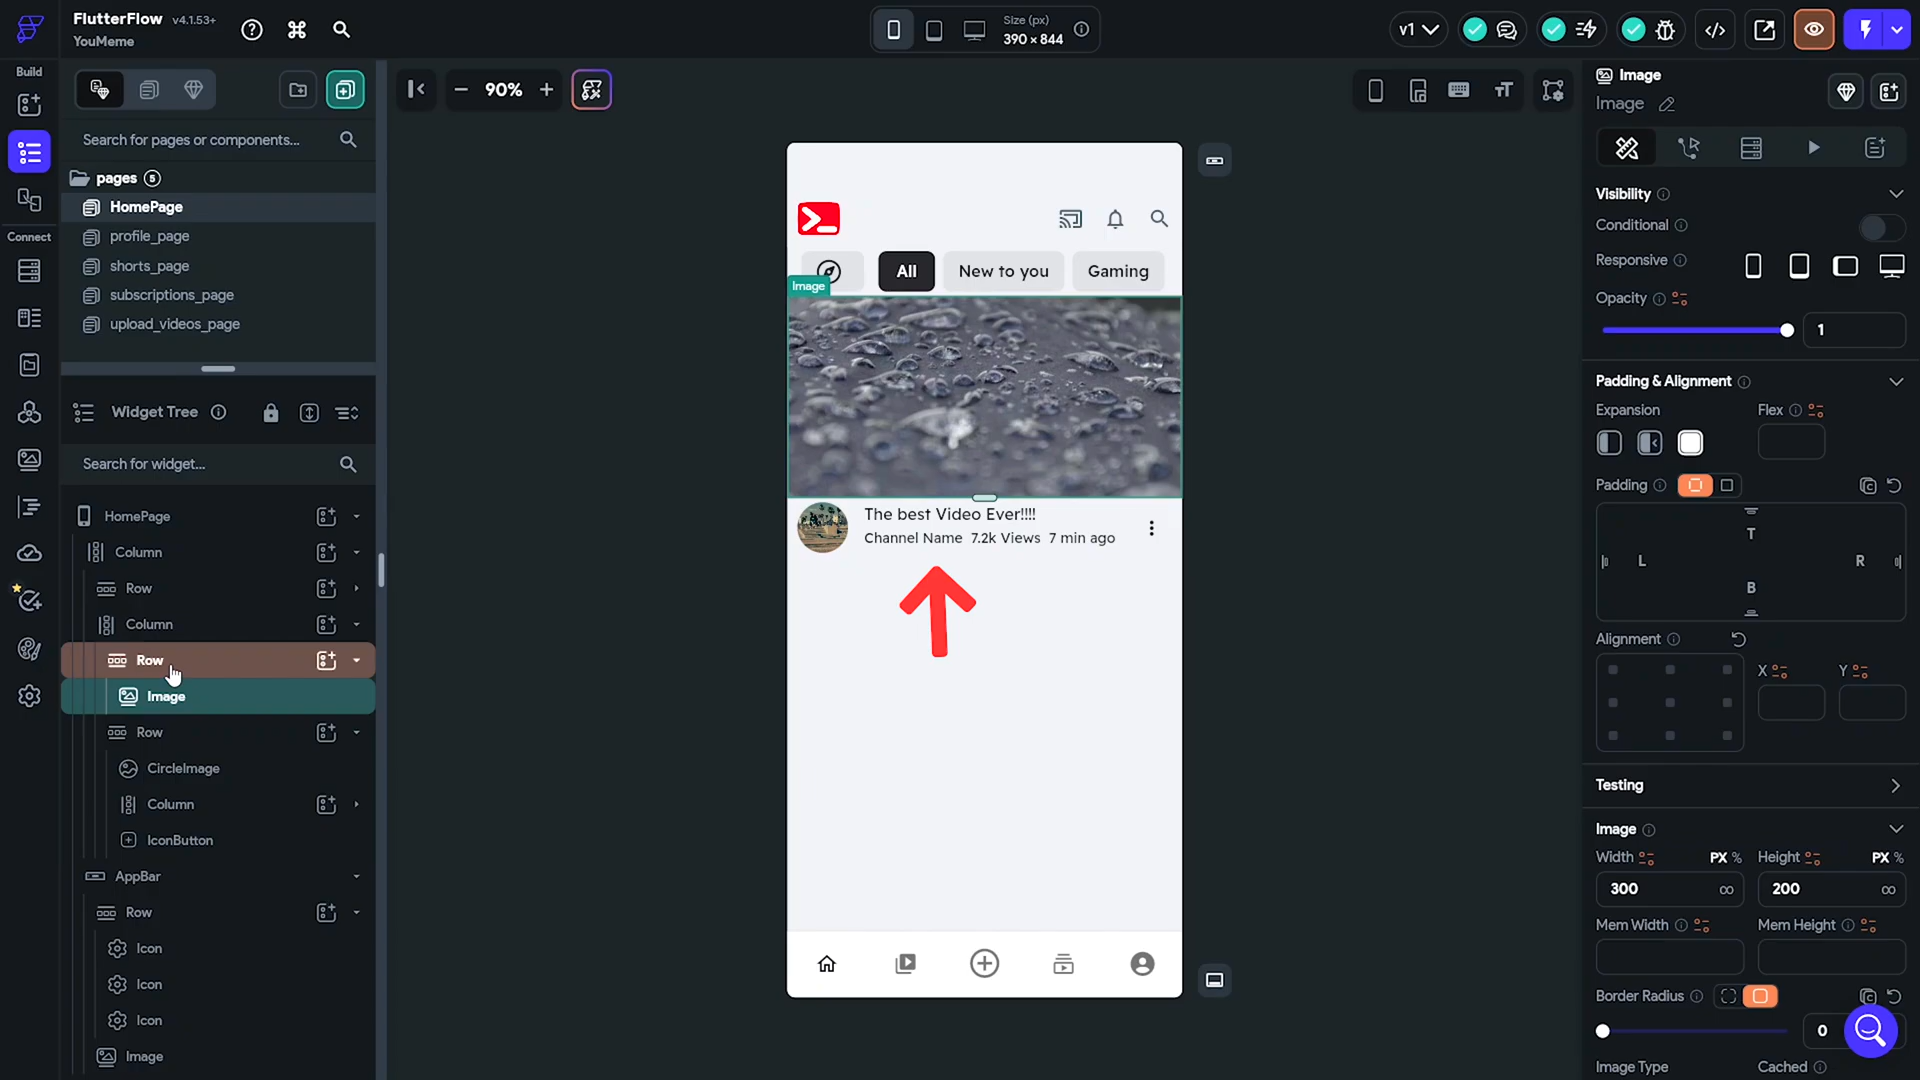 FlutterFlow v4.1.53+
YouMeme
Size (px)
390 × 844
v1
Build
Connect
90%
Search for pages or components...
pages 5
HomePage
profile_page
shorts_page
subscriptions_page
upload_videos_page
Widget Tree
Search for widget...
HomePage
Column
Row
Column
Row
Image
Row
CircleImage
Column
IconButton
AppBar
Row
Icon
Icon
Icon
Image
All
New to you
Gaming
Image
The best Video Ever!!!!
Channel Name 7.2k Views 7 min ago
Image
Image
Visibility
Conditional
Responsive
Opacity
1
Padding & Alignment
Expansion
Flex
Padding
T
L
R
B
Alignment
X
Y
Testing
Image
Width PX %
Height PX %
300 ∞
200 ∞
Mem Width
Mem Height
Border Radius
0
Image Type
Cached